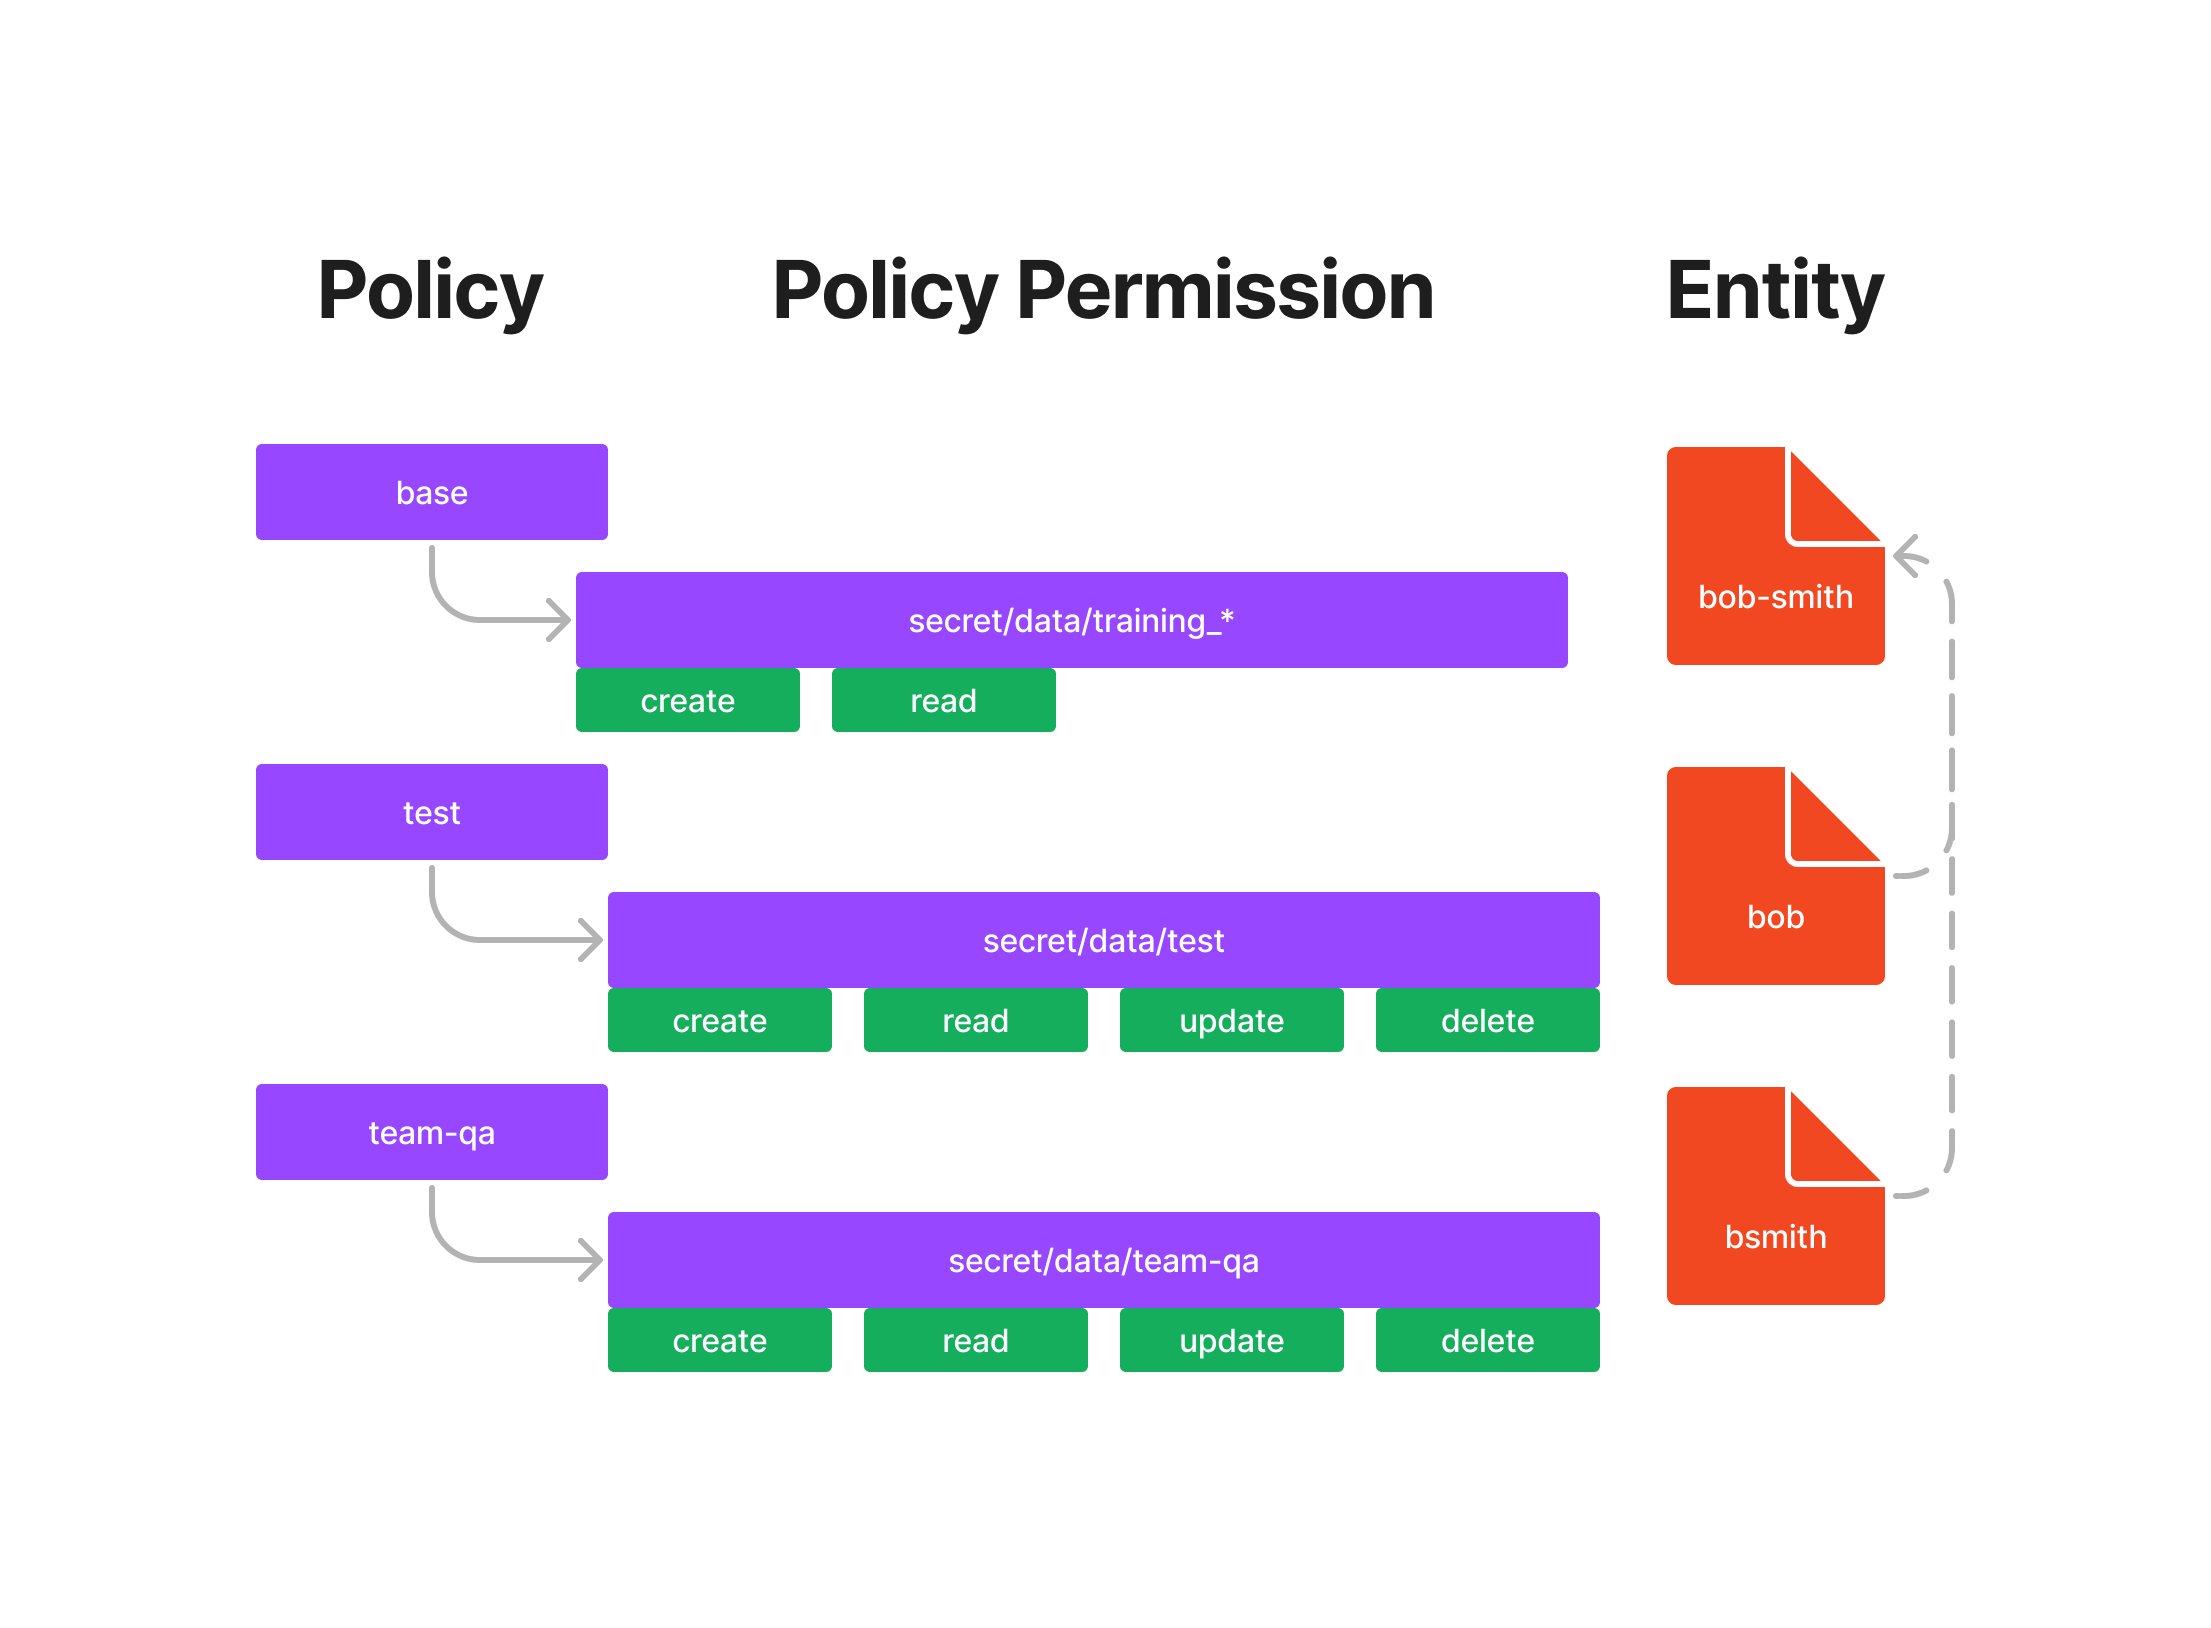 Policy
Policy Permission
Entity
base
secret/data/training_*
create
read
bob-smith
test
secret/data/test
create
read
update
delete
bob
team-qa
secret/data/team-qa
create
read
update
delete
bsmith